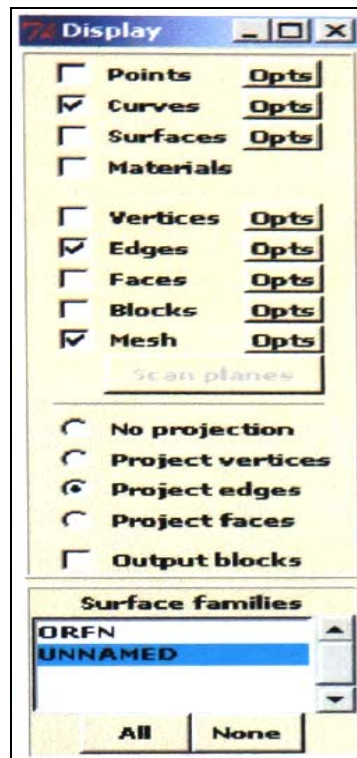 Display
Points Opts
Curves Opts
Surfaces Opts
Materials
Vertices Opts
Edges Opts
Faces Opts
Blocks Opts
Mesh Opts
Scan planes
No projection
Project vertices
Project edges
Project faces
Output blocks
Surface families
ORFN
UNNAMED
All None